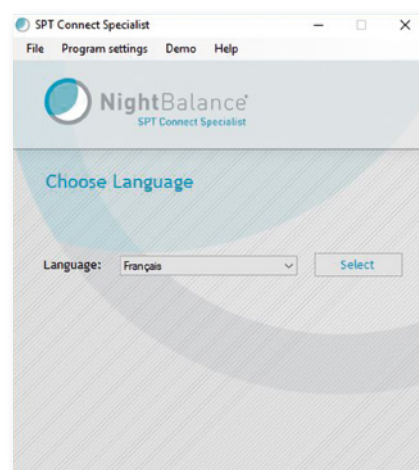 SPT Connect Specialist
File Program settings Demo Help
NightBalance
SPT Connect Specialist
Choose Language
Language: Français Select